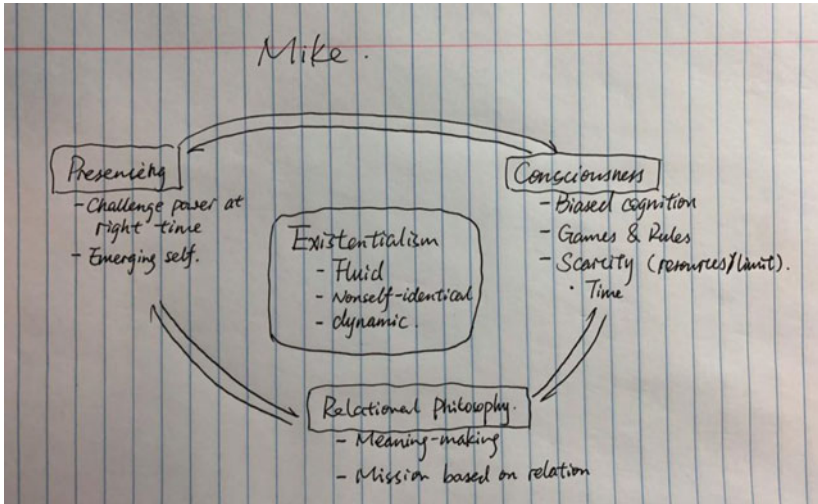 Mike.
Presencing
- Challenge power at
right time
- Emerging self.
Consciousness
- Biased cognition
- Games & Rules
- Scarcity (resources/limit).
· Time
Existentialism
- Fluid
- Nonself-identical
- dynamic.
Relational Philosophy.
- Meaning-making
- Mission based on relation